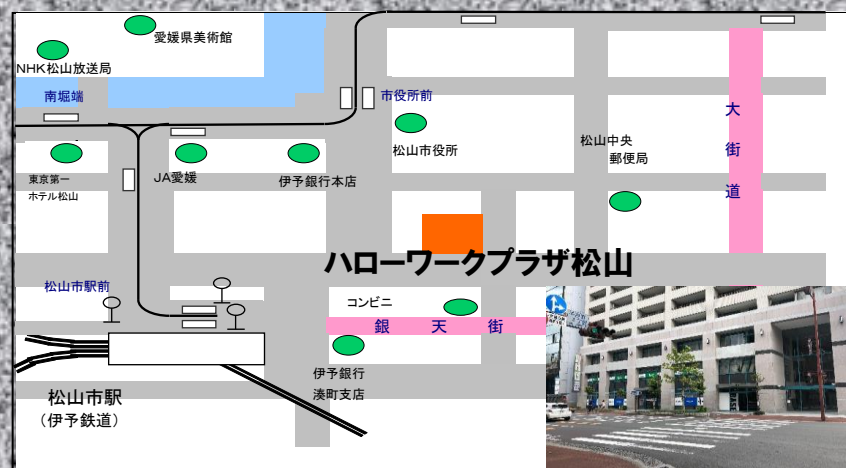 愛媛県美術館
NHK松山放送局
南堀端
市役所前
大
街
道
松山中央
郵便局
松山市役所
東京第一
ホテル松山
JA愛媛
伊予銀行本店
ハローワークプラザ松山
松山市駅前
コンビニ
銀天街
伊予銀行
湊町支店
松山市駅
(伊予鉄道)